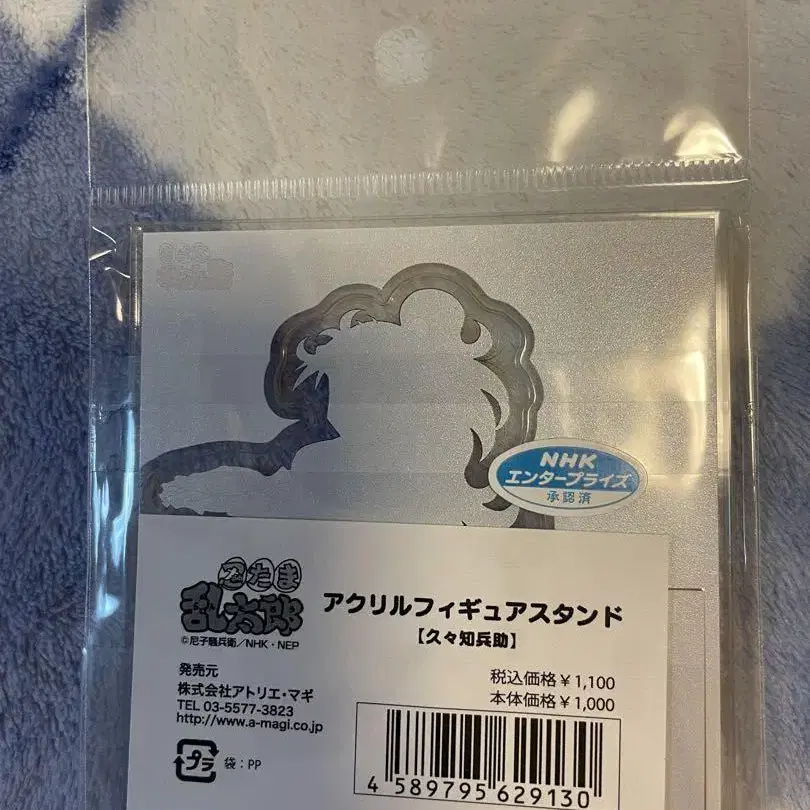 NHK
エンタープライズ
承認済
忍たま
乱太郎
©尼子騒兵衛/NHK・NEP
アクリルフィギュアスタンド
【久々知兵助】
発売元
株式会社アトリエ・マギ
TEL 03-5577-3823
http://www.a-magi.co.jp
税込価格¥1,100
本体価格¥1,000
プラ 袋:PP
4 589795 629130